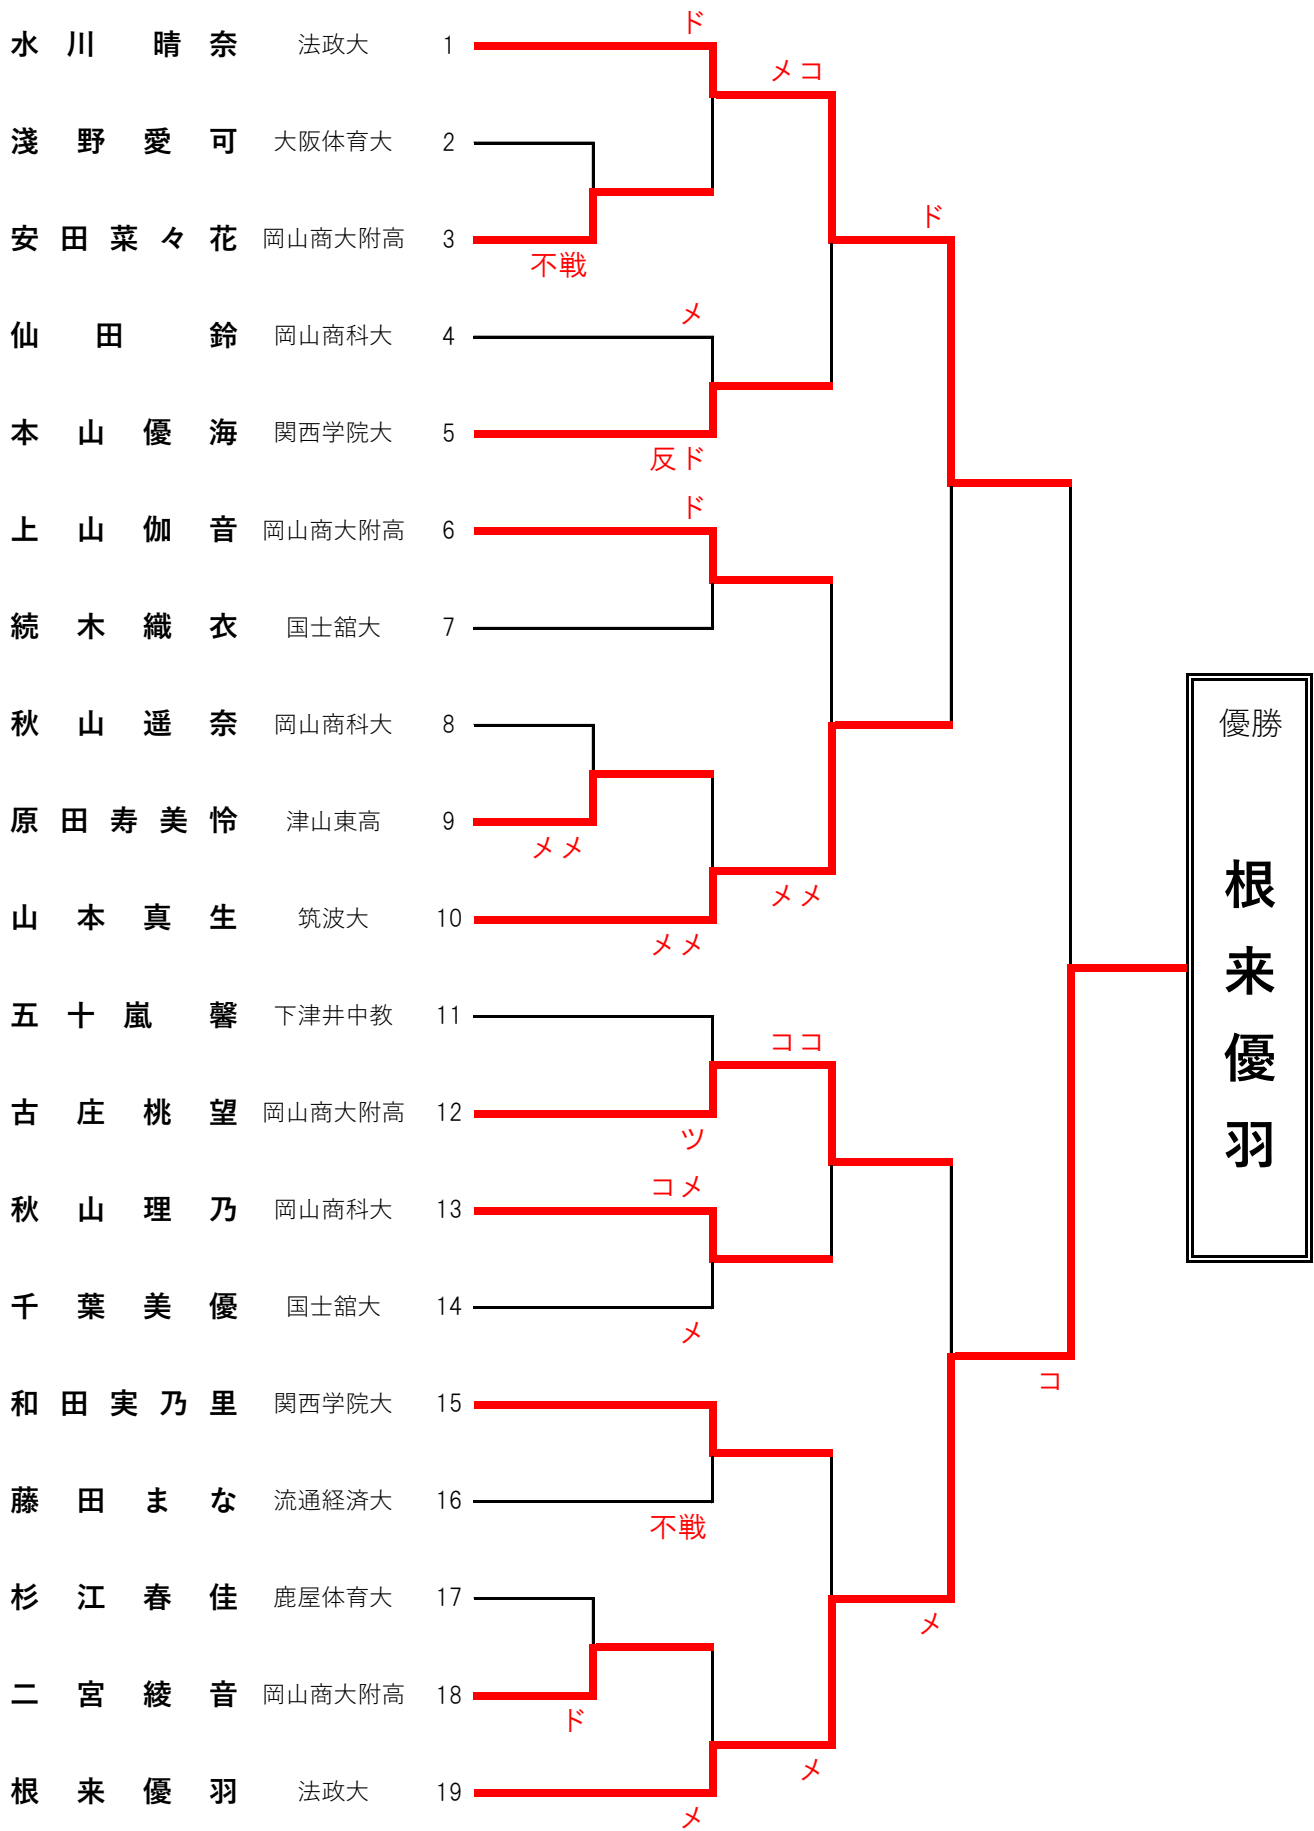 ド
水川晴奈 法政大 1
メコ
淺野愛可 大阪体育大 2
ド
安田菜々花 岡山商大附高 3
不戦
メ
仙田鈴 岡山商科大 4
本山優海 関西学院大 5
反ド
ド
上山伽音 岡山商大附高 6
続木織衣 国士舘大 7
秋山遥奈 岡山商科大 8
優勝
原田寿美怜 津山東高 9
メメ
根来優羽
メメ
山本真生 筑波大 10
メメ
五十嵐馨 下津井中教 11
ココ
古庄桃望 岡山商大附高 12
ツ
コメ
秋山理乃 岡山商科大 13
千葉美優 国士舘大 14
メ
コ
和田実乃里 関西学院大 15
藤田まな 流通経済大 16
不戦
杉江春佳 鹿屋体育大 17
メ
二宮綾音 岡山商大附高 18
ド
メ
根来優羽 法政大 19
メ